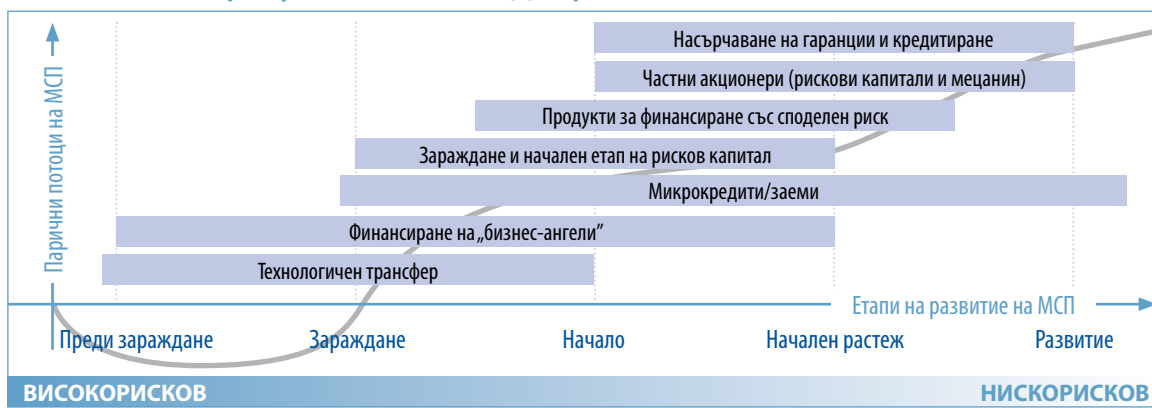 Парични потоци на МСП
Насърчаване на гаранции и кредитиране
Частни акционери (рискови капитали и мецанин)
Продукти за финансиране със споделен риск
Зараждане и начален етап на рисков капитал
Микрокредити/заеми
Финансиране на „бизнес-ангели”
Технологичен трансфер
Етапи на развитие на МСП
Преди зараждане
Зараждане
Начало
Начален растеж
Развитие
ВИСОКОРИСКОВ
НИСКОРИСКОВ